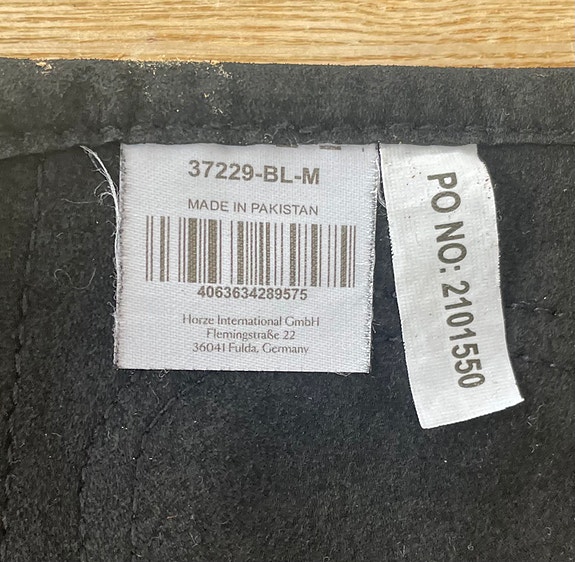 37229-BL-M
MADE IN PAKISTAN
4063634289575
Horze International GmbH
Flemingstraße 22
36041 Fulda, Germany
PO NO: 2101550